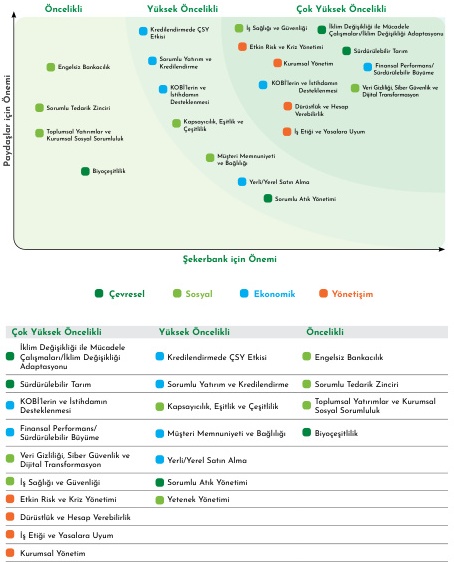 Öncelikli
Yüksek Öncelikli
Çok Yüksek Öncelikli
Kredilendirmede ÇSY
Etkisi
İş Sağlığı ve Güvenliği
İklim Değişikliği ile Mücadele
Çalışmaları/İklim Değişikliği Adaptasyonu
Etkin Risk ve Kriz Yönetimi
Sürdürülebilir Tarım
Engelsiz Bankacılık
Sorumlu Yatırım ve
Kredilendirme
Kurumsal Yönetim
Finansal Performans/
Sürdürülebilir Büyüme
KOBİ'lerin ve
İstihdamın
Desteklenmesi
KOBİ'lerin ve İstihdamın
Desteklenmesi
Veri Gizliliği, Siber Güvenlik ve
Dijital Transformasyon
Sorumlu Tedarik Zinciri
Dürüstlük ve Hesap
Verebilirlik
Kapsayıcılık, Eşitlik ve
Çeşitlilik
Toplumsal Yatırımlar ve
Kurumsal Sosyal Sorumluluk
İş Etiği ve Yasalara Uyum
Müşteri Memnuniyeti
ve Bağlılığı
Biyoçeşitlilik
Yerli/Yerel Satın Alma
Sorumlu Atık Yönetimi
Paydaşlar için Önemi
Şekerbank için Önemi
Çevresel
Sosyal
Ekonomik
Yönetişim
Çok Yüksek Öncelikli
Yüksek Öncelikli
Öncelikli
İklim Değişikliği ile Mücadele
Çalışmaları/İklim Değişikliği
Adaptasyonu
Kredilendirmede ÇSY Etkisi
Engelsiz Bankacılık
Sürdürülebilir Tarım
Sorumlu Yatırım ve Kredilendirme
Sorumlu Tedarik Zinciri
KOBİ'lerin ve İstihdamın
Desteklenmesi
Kapsayıcılık, Eşitlik ve Çeşitlilik
Toplumsal Yatırımlar ve Kurumsal
Sosyal Sorumluluk
Finansal Performans/
Sürdürülebilir Büyüme
Müşteri Memnuniyeti ve Bağlılığı
Biyoçeşitlilik
Veri Gizliliği, Siber Güvenlik ve
Dijital Transformasyon
Yerli/Yerel Satın Alma
İş Sağlığı ve Güvenliği
Sorumlu Atık Yönetimi
Etkin Risk ve Kriz Yönetimi
Yetenek Yönetimi
Dürüstlük ve Hesap Verebilirlik
İş Etiği ve Yasalara Uyum
Kurumsal Yönetim